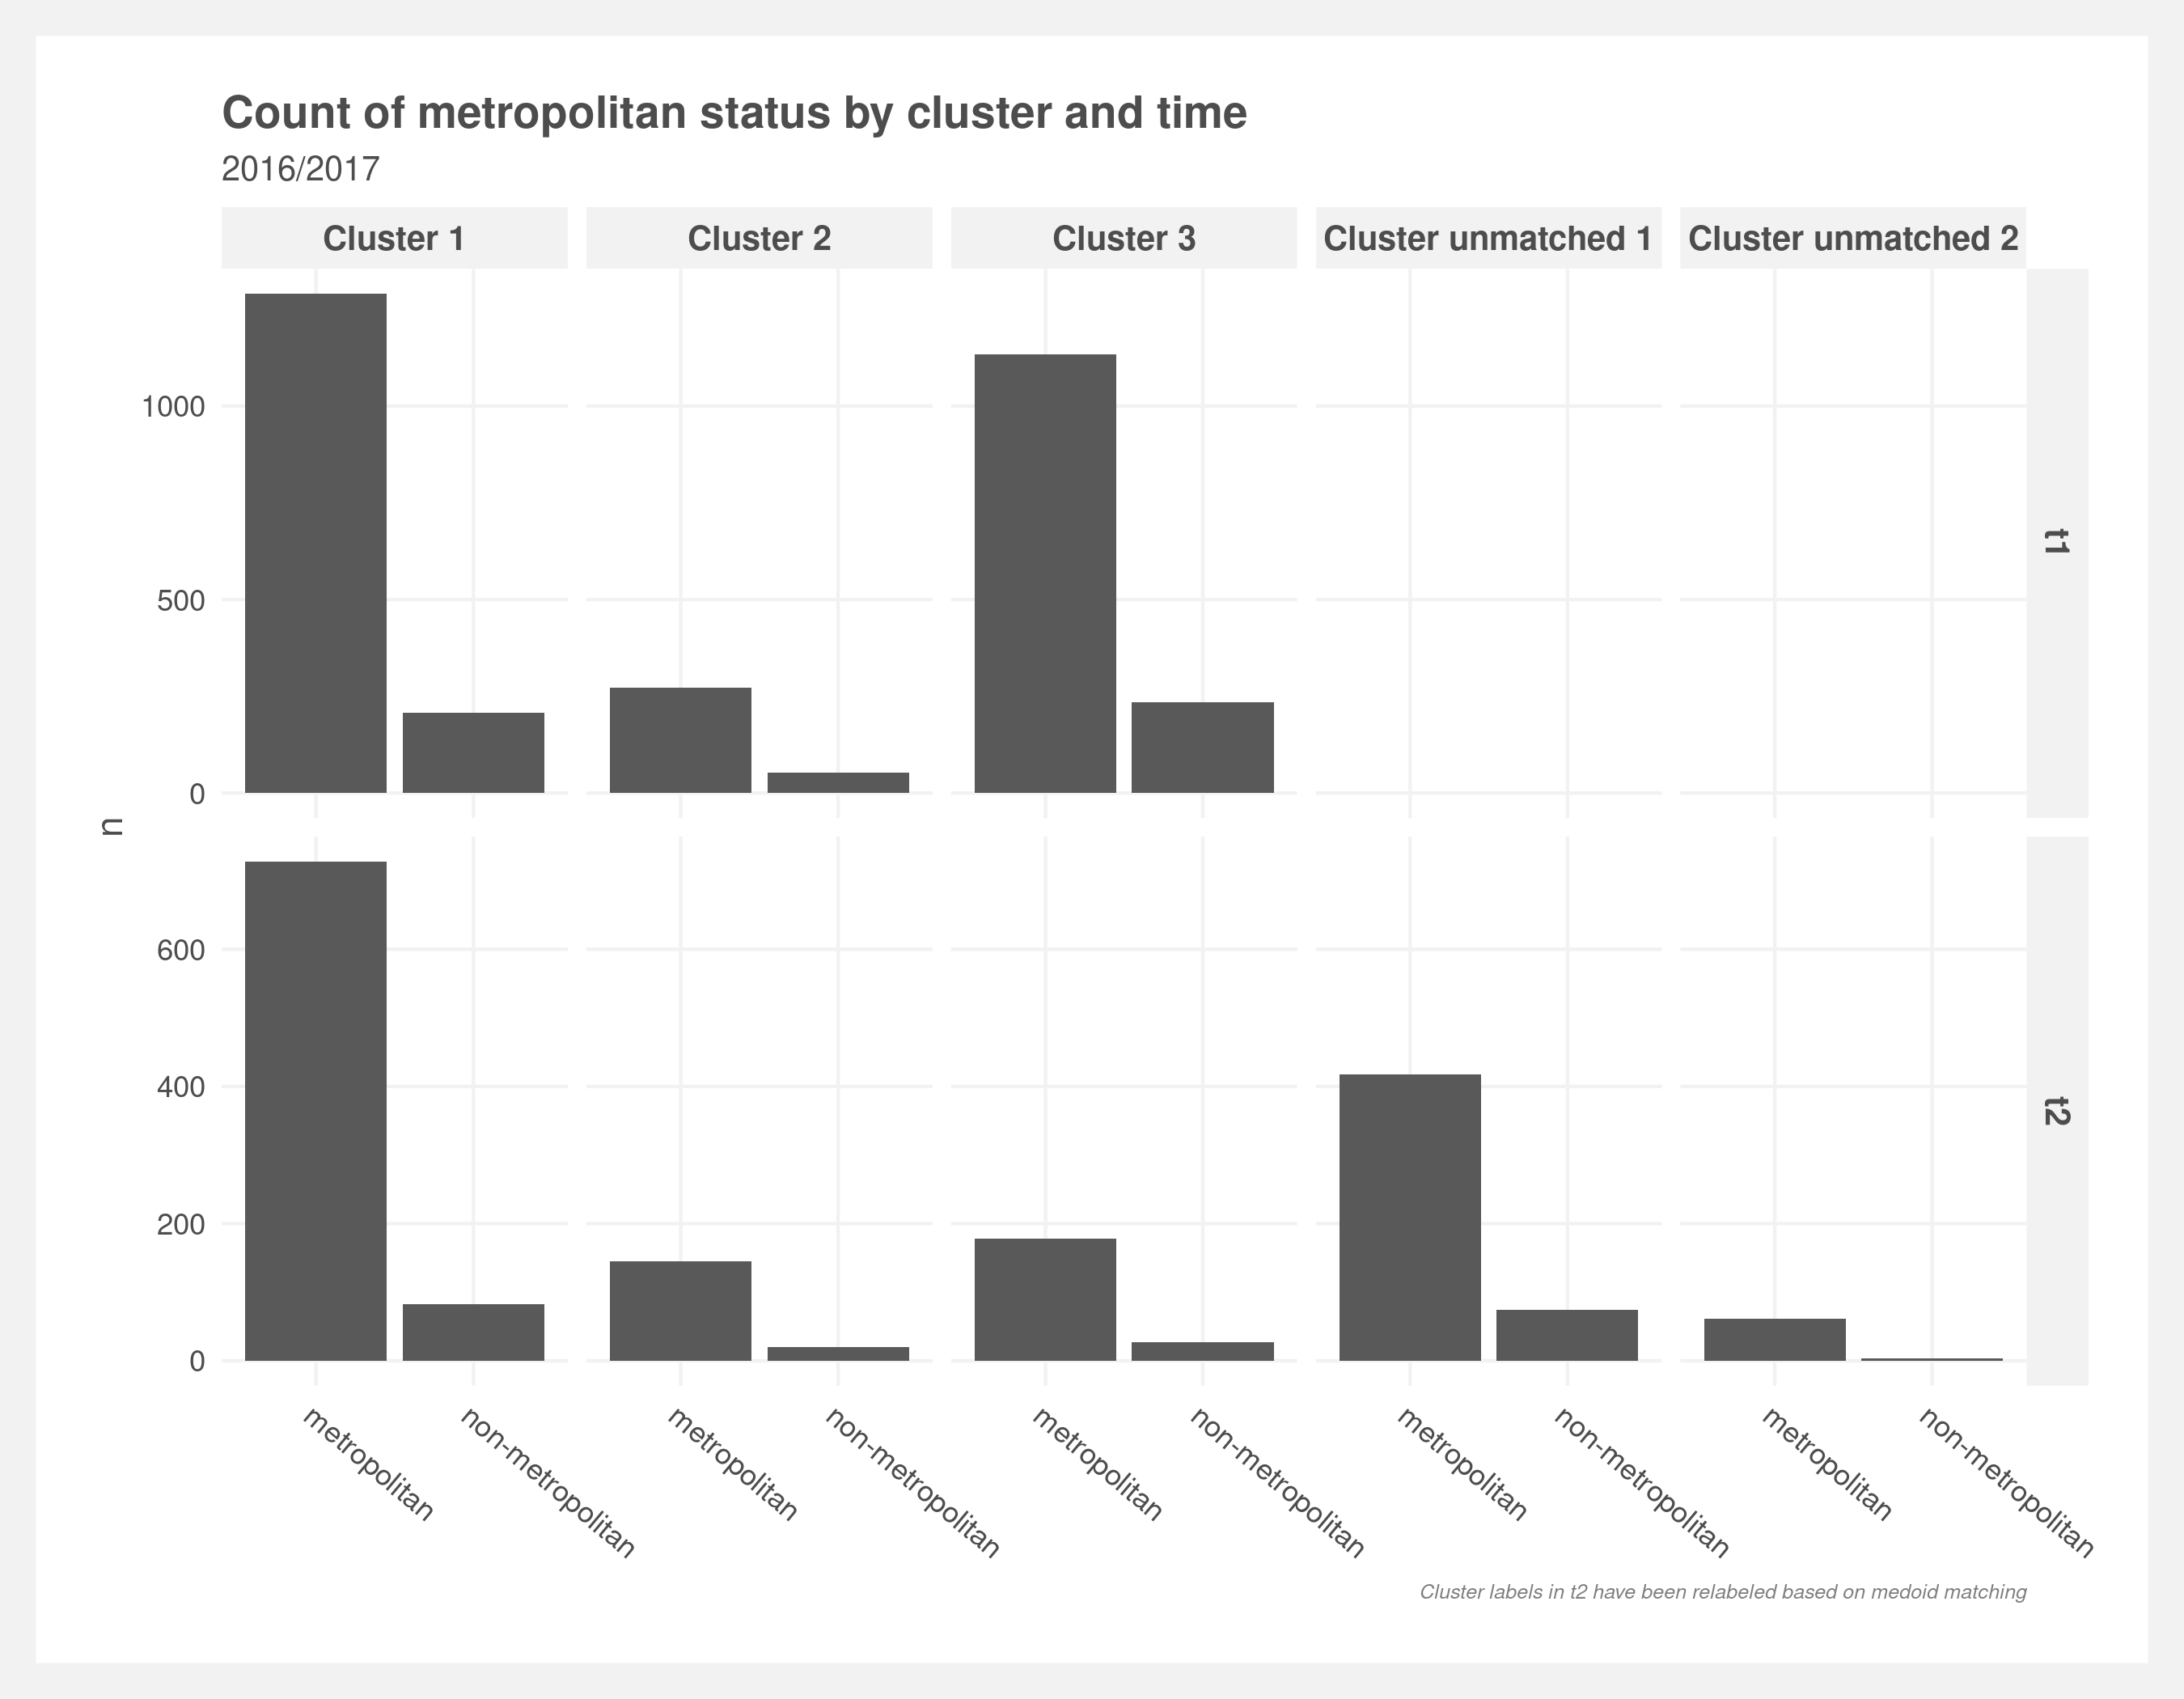 Count of metropolitan status by cluster and time
2016/2017
Cluster 1
Cluster 2
Cluster 3
Cluster unmatched 1
Cluster unmatched 2
1000
500
0
t1
n
600
400
200
0
t2
metropolitan
non-metropolitan
metropolitan
non-metropolitan
metropolitan
non-metropolitan
metropolitan
non-metropolitan
metropolitan
non-metropolitan
Cluster labels in t2 have been relabeled based on medoid matching